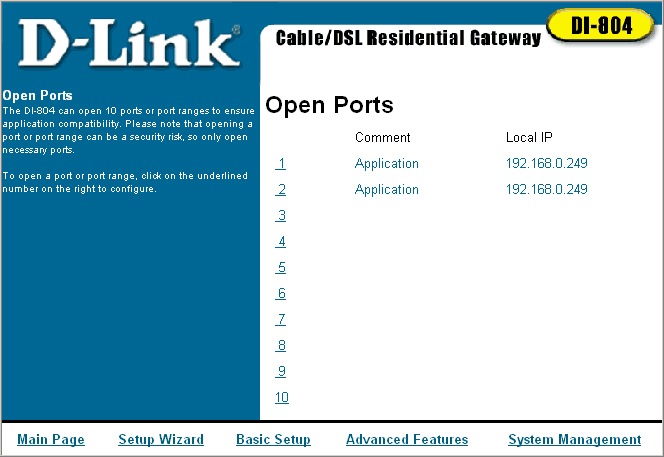 D-Link®
Cable/DSL Residential Gateway
DI-804
Open Ports
The DI-804 can open 10 ports or port ranges to ensure
application compatibility. Please note that opening a
port or port range can be a security risk, so only open
necessary ports.
To open a port or port range, click on the underlined
number on the right to configure.
Open Ports
Comment Local IP
1 Application 192.168.0.249
2 Application 192.168.0.249
3
4
5
6
7
8
9
10
Main Page Setup Wizard Basic Setup Advanced Features System Management